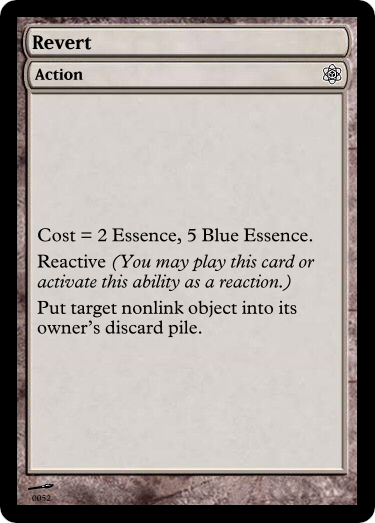 Revert
Action
Cost = 2 Essence, 5 Blue Essence.
Reactive (You may play this card or
activate this ability as a reaction.)
Put target nonlink object into its
owner's discard pile.
0052